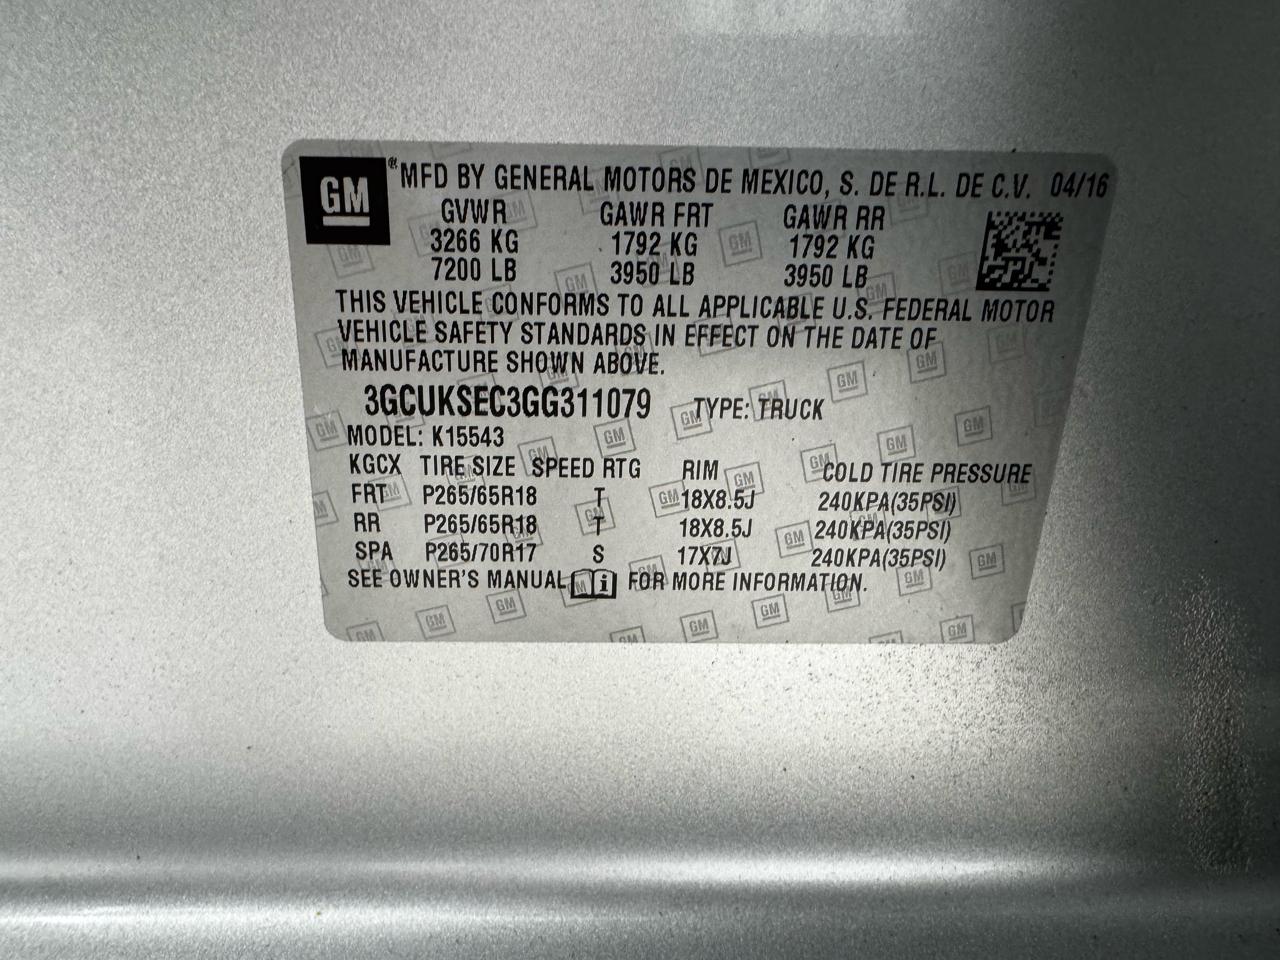 GM ® MFD BY GENERAL MOTORS DE MEXICO, S. DE R.L. DE C.V. 04/16
GVWR GAWR FRT GAWR RR
3266 KG 1792 KG 1792 KG
7200 LB 3950 LB 3950 LB
THIS VEHICLE CONFORMS TO ALL APPLICABLE U.S. FEDERAL MOTOR
VEHICLE SAFETY STANDARDS IN EFFECT ON THE DATE OF
MANUFACTURE SHOWN ABOVE.
3GCUKSEC3GG311079 TYPE: TRUCK
MODEL: K15543
KGCX TIRE SIZE SPEED RTG RIM COLD TIRE PRESSURE
FRT P265/65R18 T 18X8.5J 240KPA(35PSI)
RR P265/65R18 T 18X8.5J 240KPA(35PSI)
SPA P265/70R17 S 17X7J 240KPA(35PSI)
SEE OWNER'S MANUAL i FOR MORE INFORMATION.